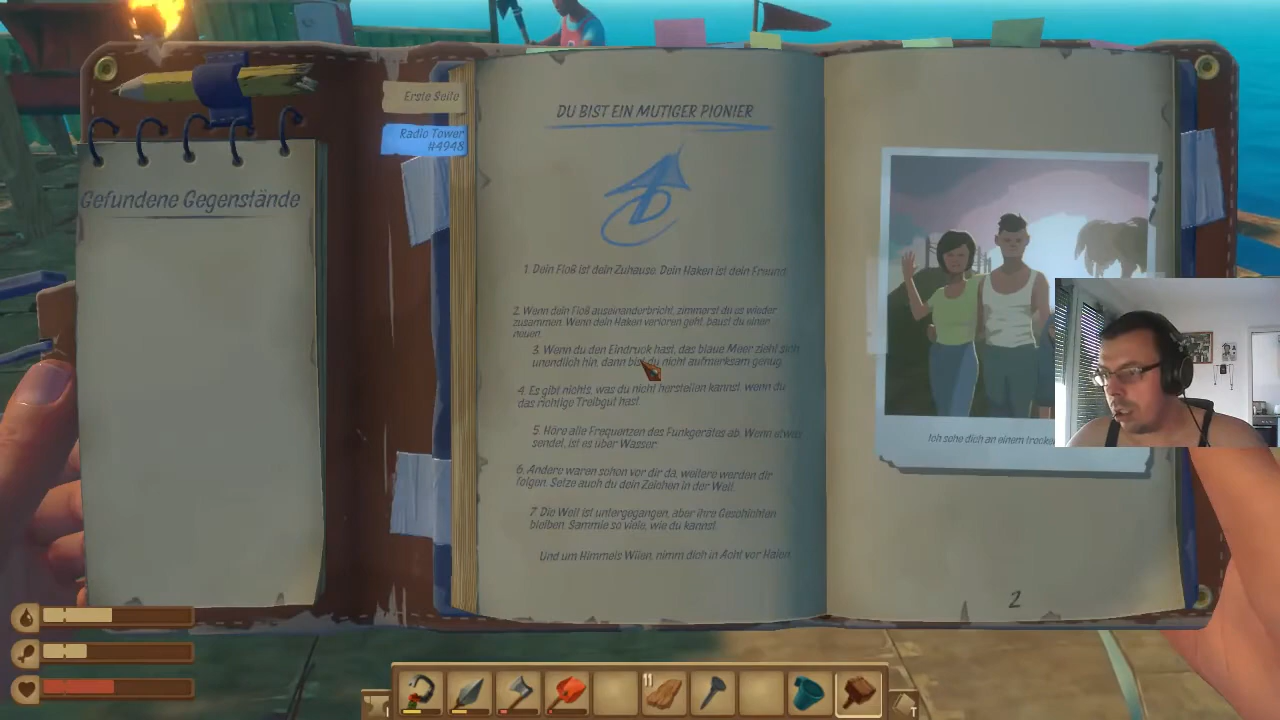 Erste Seite
Radio Tower
#4948
Gefundene Gegenstände
DU BIST EIN MUTIGER PIONIER
1. Dein Floß ist dein Zuhause. Dein Haken ist dein Freund.
2. Wenn dein Floß auseinanderbricht, zimmerst du es wieder
zusammen. Wenn dein Haken verloren geht, baust du einen
neuen.
3. Wenn du den Eindruck hast, das blaue Meer zieht sich
unendlich hin, dann bist du nicht aufmerksam genug
4. Es gibt nichts, was du nicht herstellen kannst, wenn du
das richtige Treibgut hast.
5. Höre alle Frequenzen des Funkgerätes ab. Wenn etwas
sendet, ist es über Wasser.
6. Andere waren schon vor dir da, weitere werden dir
folgen. Setze auch du dein Zeichen in der Welt.
7. Die Welt ist untergegangen, aber ihre Geschichten
bleiben. Sammle so viele, wie du kannst.
Und um Himmels Willen, nimm dich in Acht vor Haien.
Ich sehe dich an einem
2
11
T